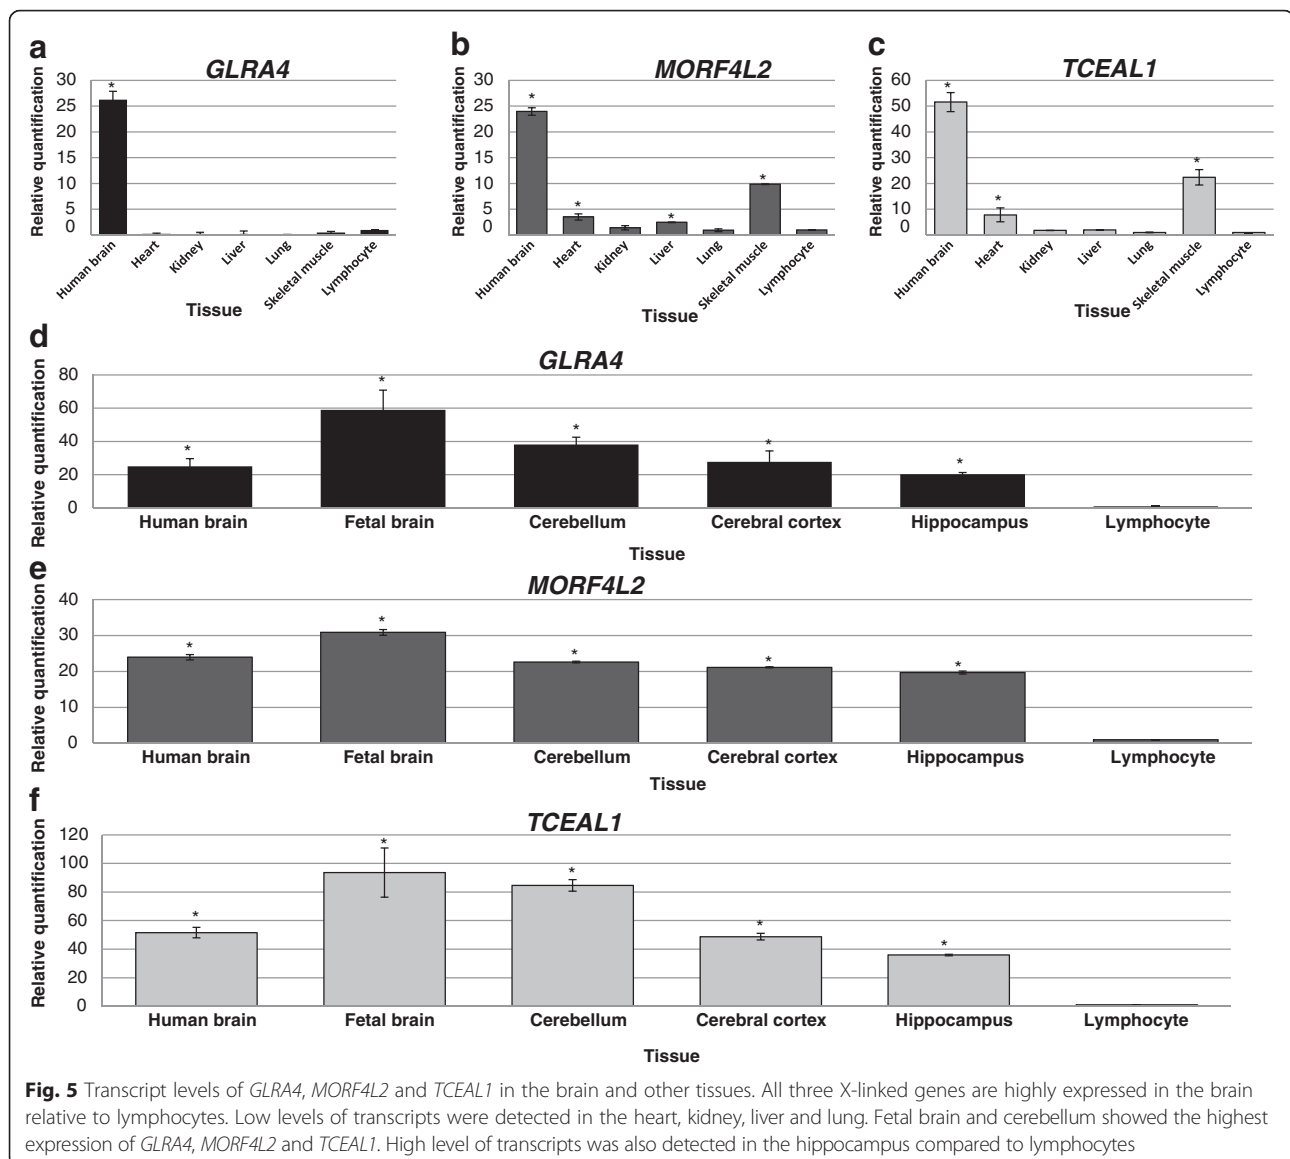 a
GLRA4
Relative quantification
30
25
20
15
10
5
0
*
Human brain
Heart
Kidney
Liver
Lung
Skeletal muscle
Lymphocyte
Tissue
b
MORF4L2
Relative quantification
30
25
20
15
10
5
0
*
*
*
*
Human brain
Heart
Kidney
Liver
Lung
Skeletal muscle
Lymphocyte
Tissue
c
TCEAL1
Relative quantification
60
50
40
30
20
10
0
*
*
*
Human brain
Heart
Kidney
Liver
Lung
Skeletal muscle
Lymphocyte
Tissue
d
GLRA4
Relative quantification
80
60
40
20
0
* * * * *
Human brain Fetal brain Cerebellum Cerebral cortex Hippocampus Lymphocyte
Tissue
e
MORF4L2
Relative quantification
40
30
20
10
0
* * * * *
Human brain Fetal brain Cerebellum Cerebral cortex Hippocampus Lymphocyte
Tissue
f
TCEAL1
Relative quantification
120
100
80
60
40
20
0
* * * * *
Human brain Fetal brain Cerebellum Cerebral cortex Hippocampus Lymphocyte
Tissue
Fig. 5 Transcript levels of GLRA4, MORF4L2 and TCEAL1 in the brain and other tissues. All three X-linked genes are highly expressed in the brain
relative to lymphocytes. Low levels of transcripts were detected in the heart, kidney, liver and lung. Fetal brain and cerebellum showed the highest
expression of GLRA4, MORF4L2 and TCEAL1. High level of transcripts was also detected in the hippocampus compared to lymphocytes